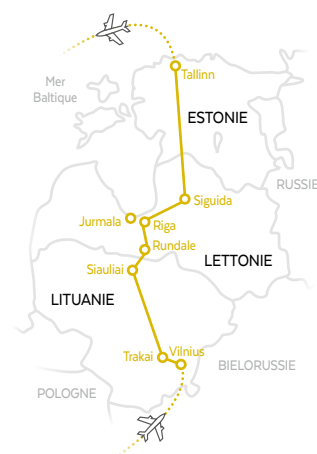 Tallinn
Mer
Baltique
ESTONIE
RUSSIE
Siguida
Jurmala
Riga
Rundale
LETTONIE
Siauliai
LITUANIE
Trakai
Vilnius
BIELORUSSIE
POLOGNE